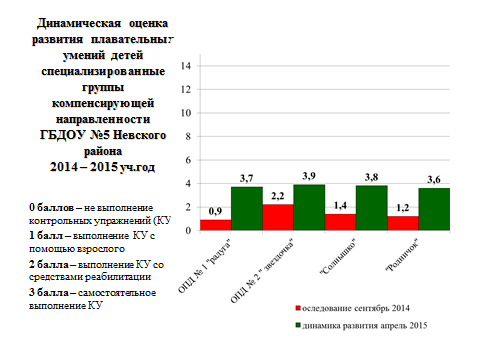 Динамическая оценка
развития плавательных
умений детей
специализированные
группы
компенсирующей
направленности
ГБДОУ №5 Невского
района
2014 – 2015 уч.год
0 баллов – не выполнение
контрольных упражнений (КУ
1 балл – выполнение КУ с
помощью взрослого
2 балла – выполнение КУ со
средствами реабилитации
3 балла – самостоятельное
выполнение КУ
14
12
10
8
6
4
2
0
0,9
3,7
2,2
3,9
1,4
3,8
1,2
3,6
ОПД № 1 "радуга"
ОПД № 2 " звездочка"
"Солнышко"
"Родничок"
оследование сентябрь 2014
динамика развития апрель 2015